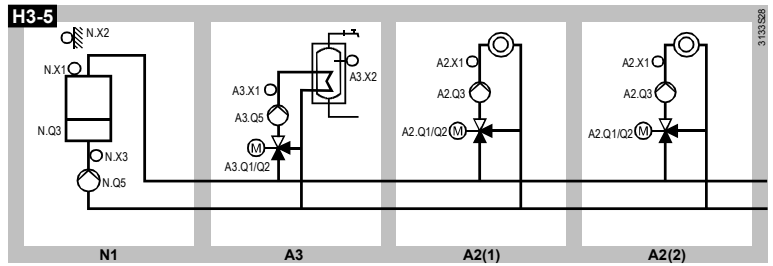 H3-5
N.X2
N.X1
N.Q3
N.X3
N.Q5
N1
A3.X1
A3.X2
A3.Q5
M
A3.Q1/Q2
A3
A2.X1
A2.Q3
A2.Q1/Q2
M
A2(1)
A2.X1
A2.Q3
A2.Q1/Q2
M
A2(2)
3133S28